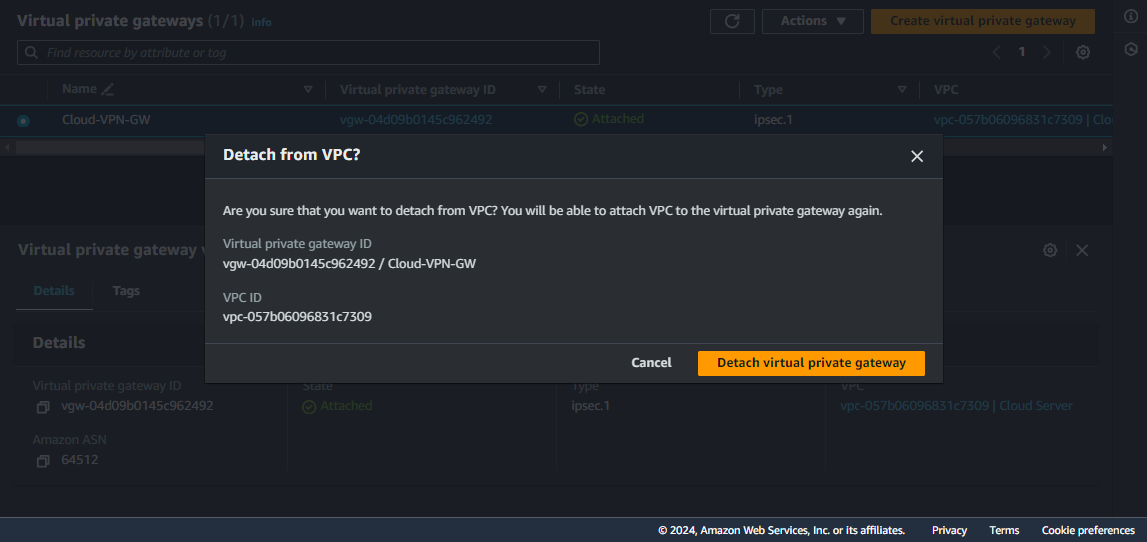 Virtual private gateways (1/1) Info
Actions ▼
Create virtual private gateway
Find resource by attribute or tag
1
Name
Virtual private gateway ID
State
Type
VPC
Cloud-VPN-GW
vgw-04d09b0145c962492
Attached
ipsec.1
vpc-057b06096831c7309 | Clo
Detach from VPC?
Are you sure that you want to detach from VPC? You will be able to attach VPC to the virtual private gateway again.
Virtual private gateway ID
vgw-04d09b0145c962492 / Cloud-VPN-GW
VPC ID
vpc-057b06096831c7309
Cancel
Detach virtual private gateway
Virtual private gateway v
Details
Tags
Details
Virtual private gateway ID
vgw-04d09b0145c962492
State
Attached
Type
ipsec.1
VPC
vpc-057b06096831c7309 | Cloud Server
Amazon ASN
64512
© 2024, Amazon Web Services, Inc. or its affiliates.
Privacy
Terms
Cookie preferences